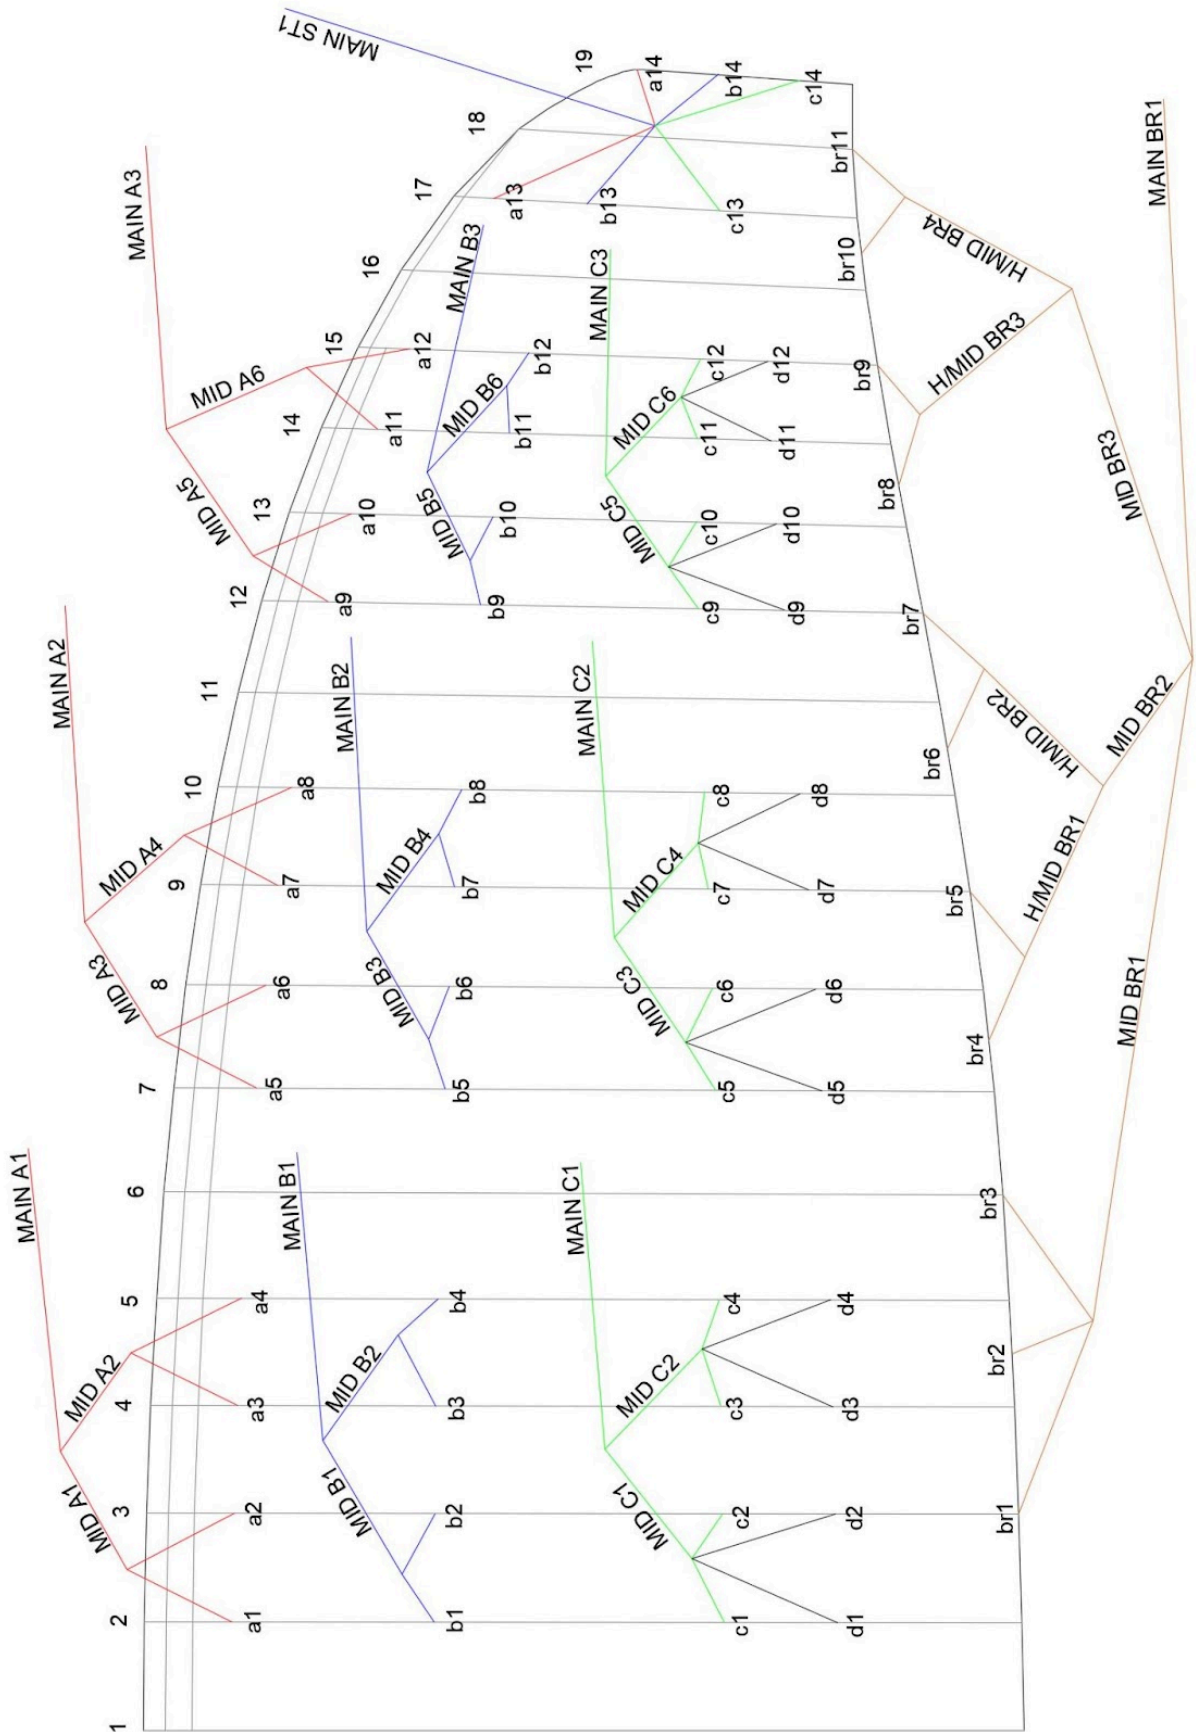 MAIN A1
MAIN A2
MAIN A3
MAIN ST1
MID A1
MID A2
MID A3
MID A4
MID A5
MID A6
1
2
3
4
5
6
7
8
9
10
11
12
13
14
15
16
17
18
19
a1
a2
a3
a4
a5
a6
a7
a8
a9
a10
a11
a12
a13
a14
MAIN B1
MAIN B2
MAIN B3
MID B1
MID B2
MID B3
MID B4
MID B5
MID B6
b1
b2
b3
b4
b5
b6
b7
b8
b9
b10
b11
b12
b13
b14
MAIN C1
MAIN C2
MAIN C3
MID C1
MID C2
MID C3
MID C4
MID C5
MID C6
c1
c2
c3
c4
c5
c6
c7
c8
c9
c10
c11
c12
c13
c14
d1
d2
d3
d4
d5
d6
d7
d8
d9
d10
d11
d12
br1
br2
br3
br4
br5
br6
br7
br8
br9
br10
br11
H/MID BR1
H/MID BR2
H/MID BR3
H/MID BR4
MID BR1
MID BR2
MID BR3
MAIN BR1